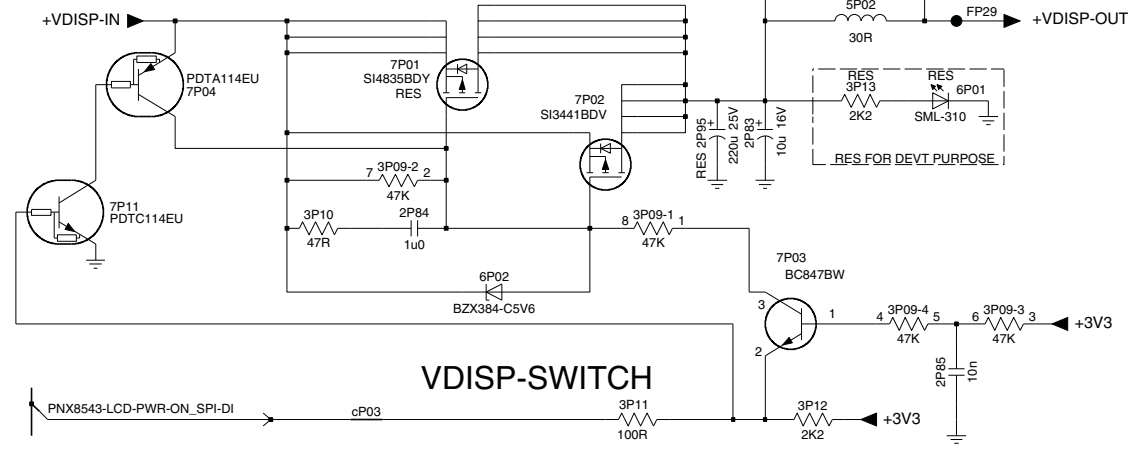 +VDISP-IN
5P02
30R
FP29
+VDISP-OUT
PDTA114EU
7P04
7P01
SI4835BDY
RES
7P02
SI3441BDV
RES
3P13
2K2
RES
6P01
SML-310
RES 2P95
220u 25V
2P83
10u 16V
RES FOR DEVT PURPOSE
7 3P09-2 2
47K
7P11
PDTC114EU
3P10
47R
2P84
1u0
8 3P09-1 1
47K
6P02
BZX384-C5V6
7P03
BC847BW
3
1
2
4 3P09-4 5
47K
6 3P09-3 3
47K
+3V3
2P85
10n
VDISP-SWITCH
PNX8543-LCD-PWR-ON_SPI-DI
cP03
3P11
100R
3P12
2K2
+3V3